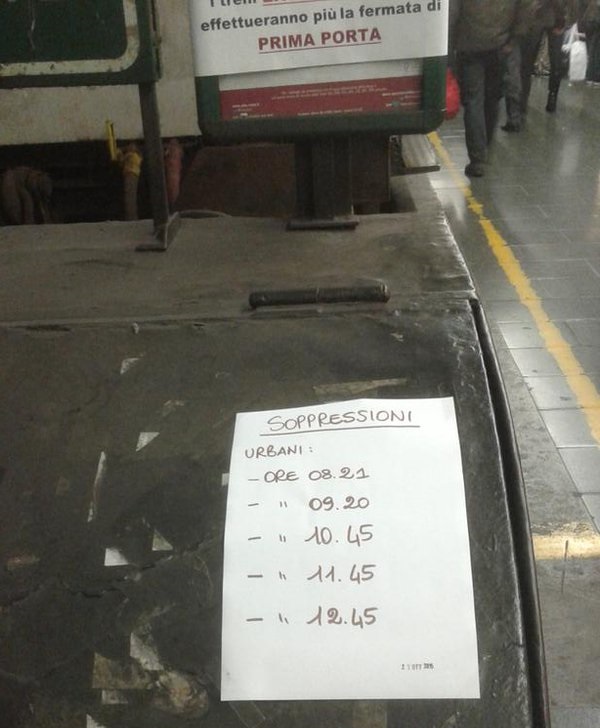 I treni
effettueranno più la fermata di
PRIMA PORTA
SOPPRESSIONI
URBANI :
- ORE 08.21
- " 09.20
- " 10.45
- " 11.45
- " 12.45